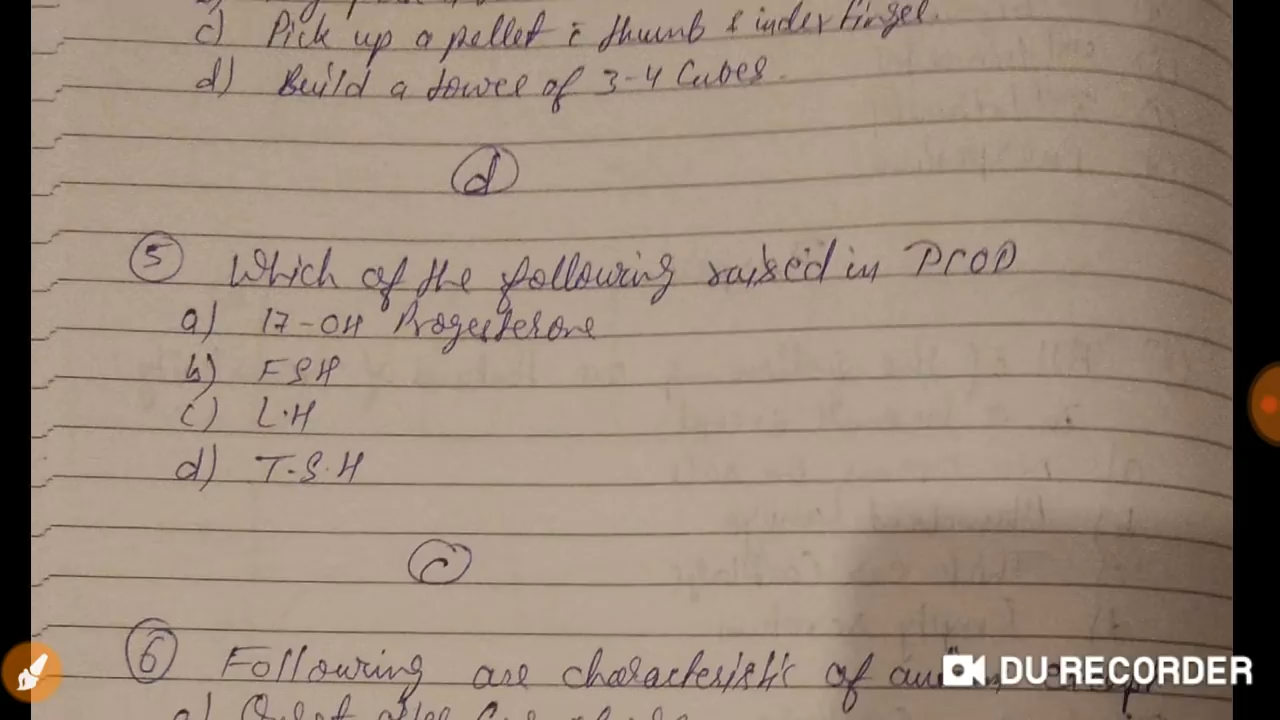 c) Pick up a pellet c thumb & index finger.
d) Build a tower of 3-4 Cubes.
d
5 Which of the following raised in PCOD
a) 17-OH Progesterone
b) FSH
c) L.H
d) T.S.H
c
6 Following are characteristic of
DU RECORDER